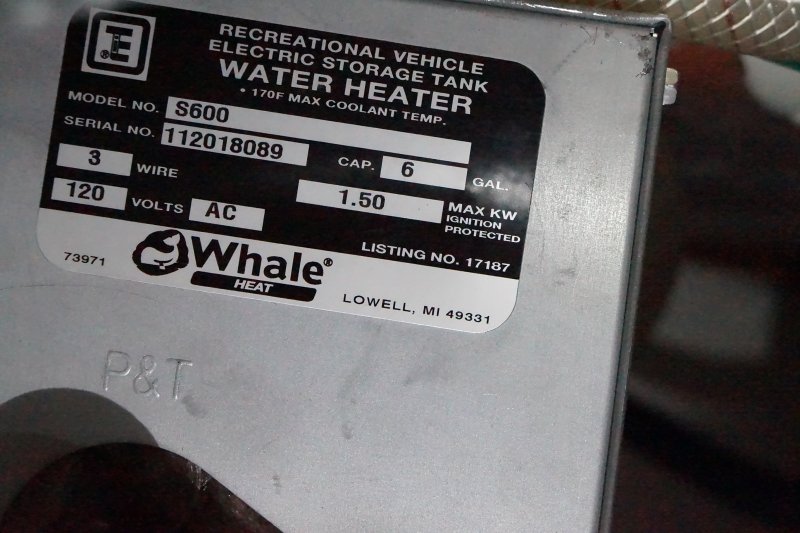 RECREATIONAL VEHICLE
ELECTRIC STORAGE TANK
WATER HEATER
• 170F MAX COOLANT TEMP.
MODEL NO. S600
SERIAL NO. 112018089 CAP. 6 GAL.
3 WIRE
120 VOLTS AC 1.50 MAX KW
IGNITION
PROTECTED
LISTING NO. 17187
73971 Whale®
HEAT
LOWELL, MI 49331
P&T